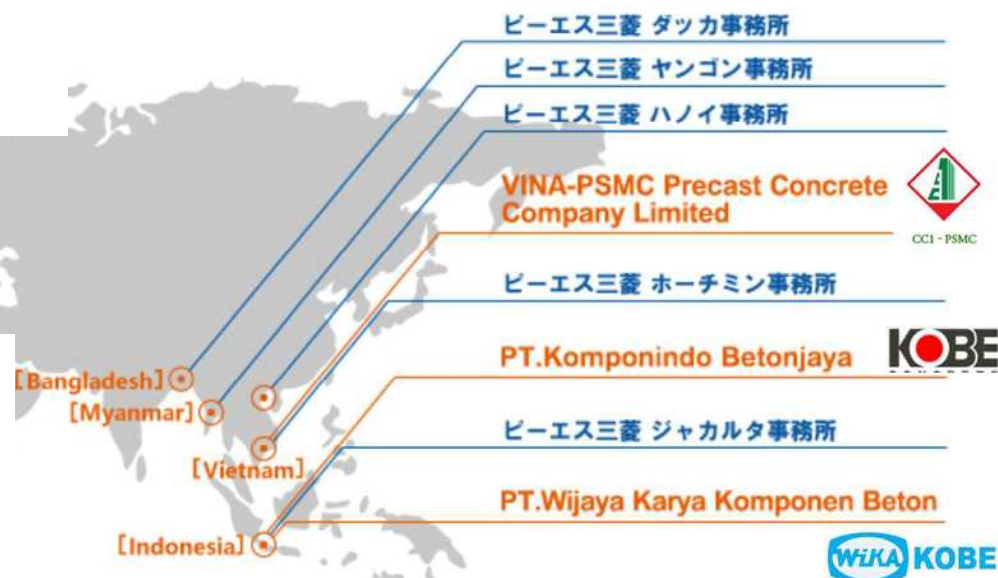 ピーエス三菱 ダッカ事務所
ピーエス三菱 ヤンゴン事務所
ピーエス三菱 ハノイ事務所
VINA-PSMC Precast Concrete
Company Limited
CC1 - PSMC
ピーエス三菱 ホーチミン事務所
PT.Komponindo Betonjaya
KOBE
[Bangladesh]
[Myanmar]
ピーエス三菱 ジャカルタ事務所
[Vietnam]
PT.Wijaya Karya Komponen Beton
[Indonesia]
WIKA KOBE